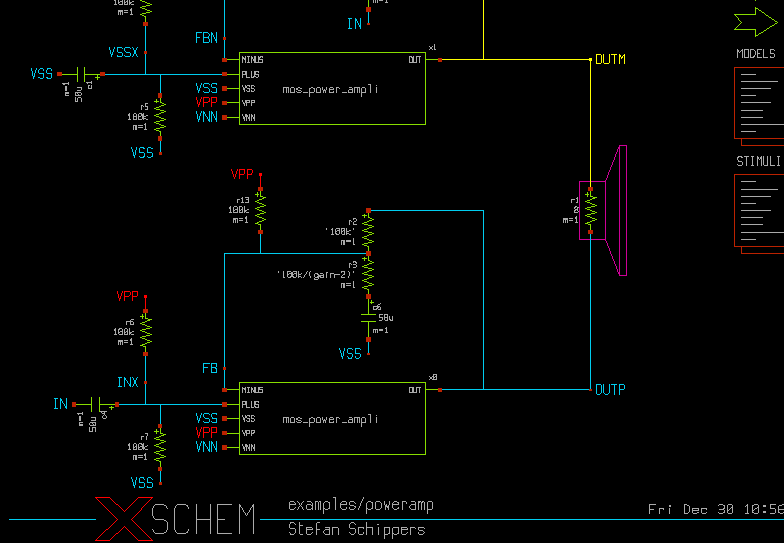 100k
m=1
m=1
IN
FBN
VSSX
x1
OUTM
MODELS
VSS
MINUS
OUT
PLUS
VSS
VSS
mos_power_ampli
VPP
VPP
VNN
VNN
m=1
50u
c1
r5
100k
m=1
VSS
STIMULI
VPP
r13
100k
m=1
r2
'100k'
m=1
r1
8
m=1
r3
'100k/(gain-2)'
m=1
VPP
c6
50u
m=1
r6
100k
m=1
VSS
FB
x0
INX
MINUS
OUT
OUTP
IN
PLUS
VSS
VSS
mos_power_ampli
VPP
VPP
VNN
VNN
m=1
50u
c4
r7
100k
m=1
VSS
XSCHEM
examples/poweramp
Stefan Schippers
Fri Dec 30 10:56